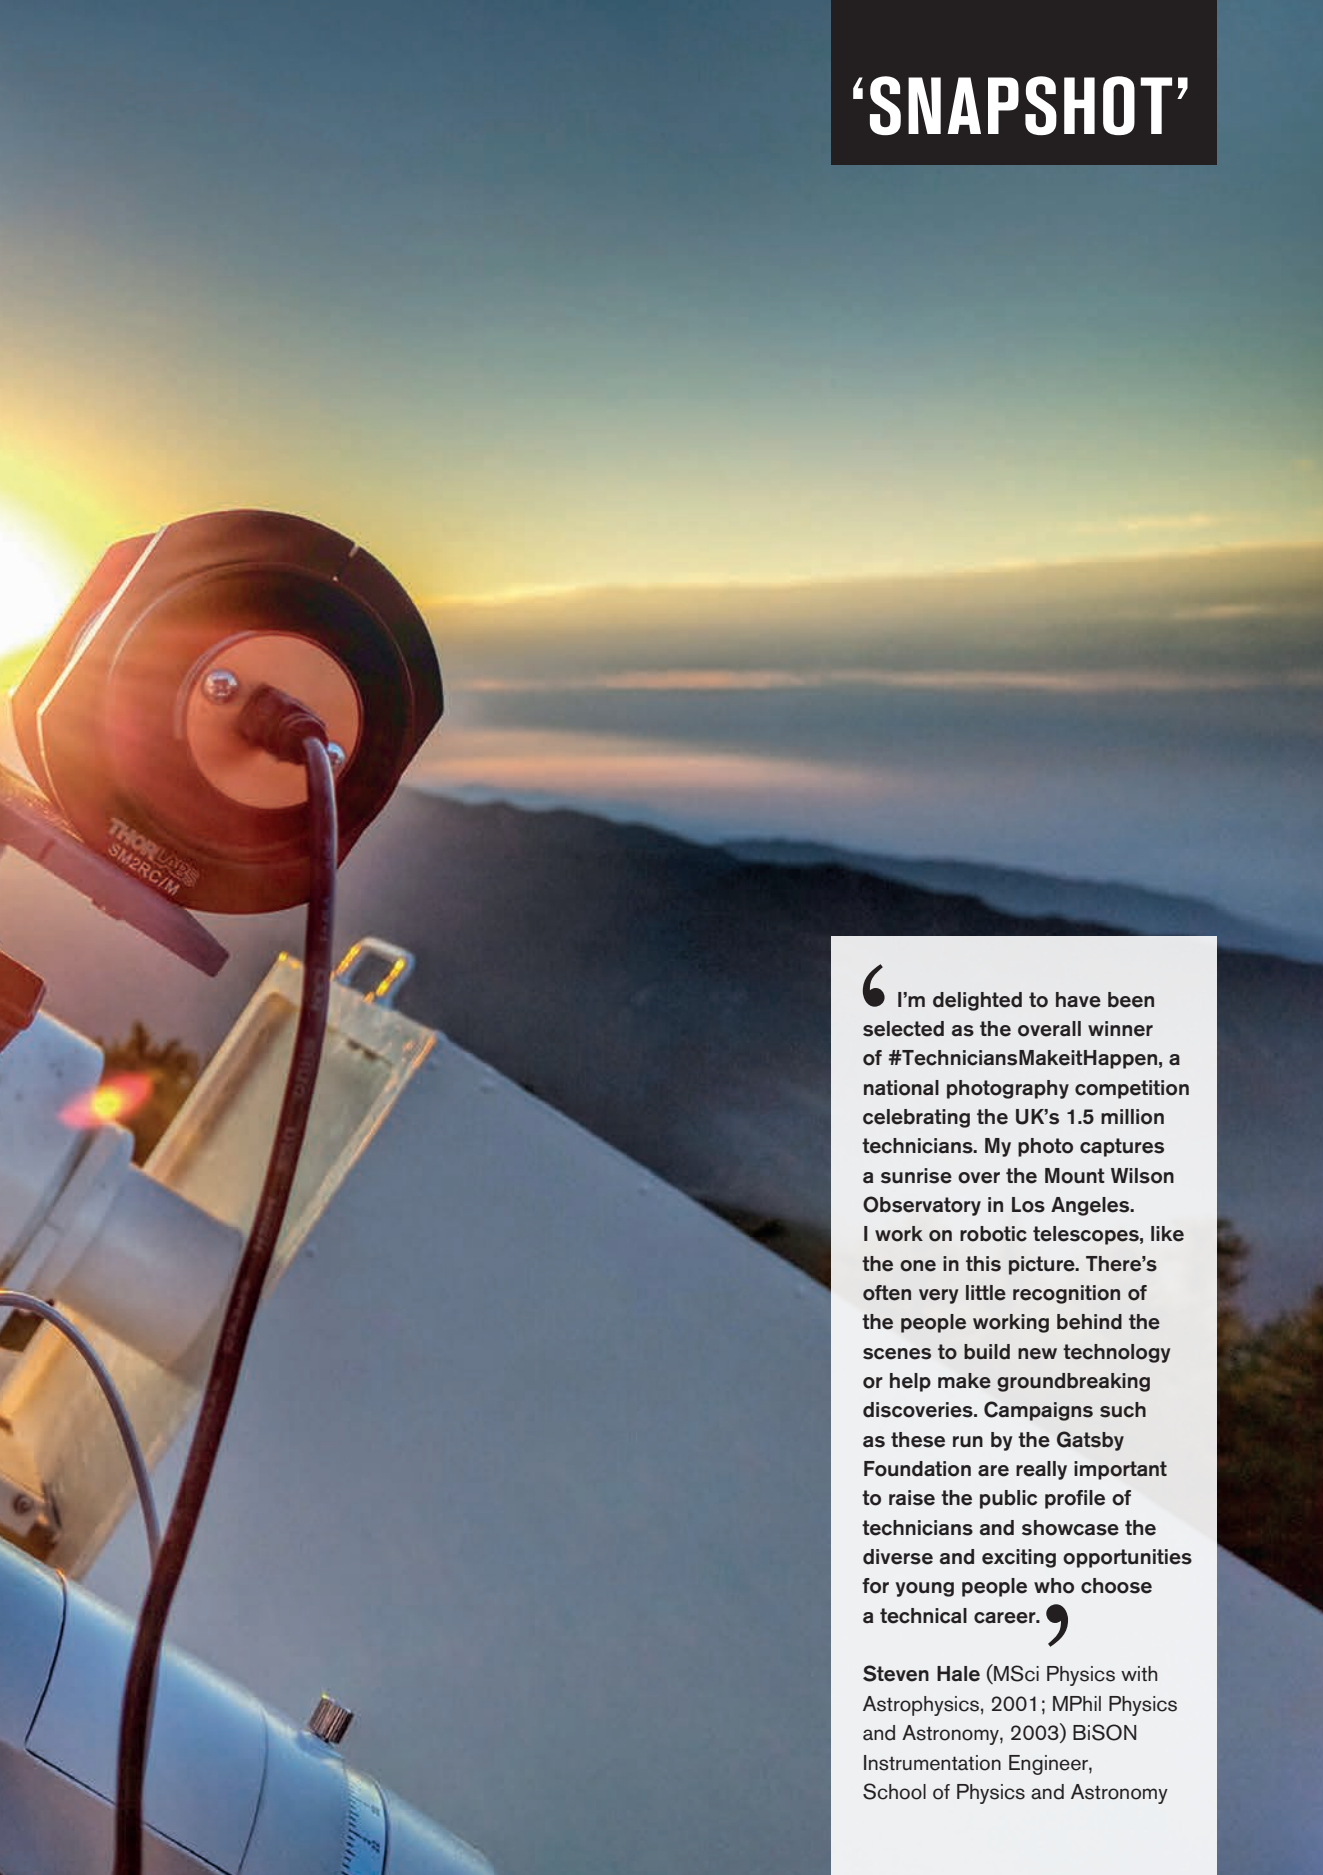 ‘SNAPSHOT’
THORLABS
SM2RC/M
‘ I’m delighted to have been
selected as the overall winner
of #TechniciansMakeitHappen, a
national photography competition
celebrating the UK’s 1.5 million
technicians. My photo captures
a sunrise over the Mount Wilson
Observatory in Los Angeles.
I work on robotic telescopes, like
the one in this picture. There’s
often very little recognition of
the people working behind the
scenes to build new technology
or help make groundbreaking
discoveries. Campaigns such
as these run by the Gatsby
Foundation are really important
to raise the public profile of
technicians and showcase the
diverse and exciting opportunities
for young people who choose
a technical career. ’
Steven Hale (MSci Physics with
Astrophysics, 2001; MPhil Physics
and Astronomy, 2003) BiSON
Instrumentation Engineer,
School of Physics and Astronomy